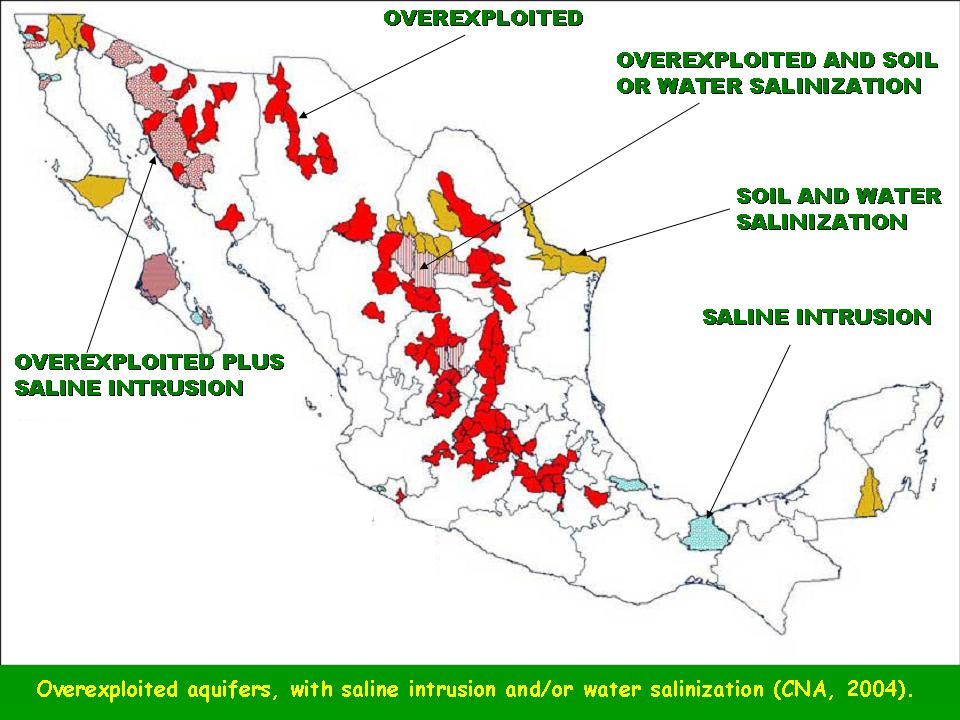 OVEREXPLOITED
OVEREXPLOITED AND SOIL
OR WATER SALINIZATION
SOIL AND WATER
SALINIZATION
SALINE INTRUSION
OVEREXPLOITED PLUS
SALINE INTRUSION
Overexploited aquifers, with saline intrusion and/or water salinization (CNA, 2004).